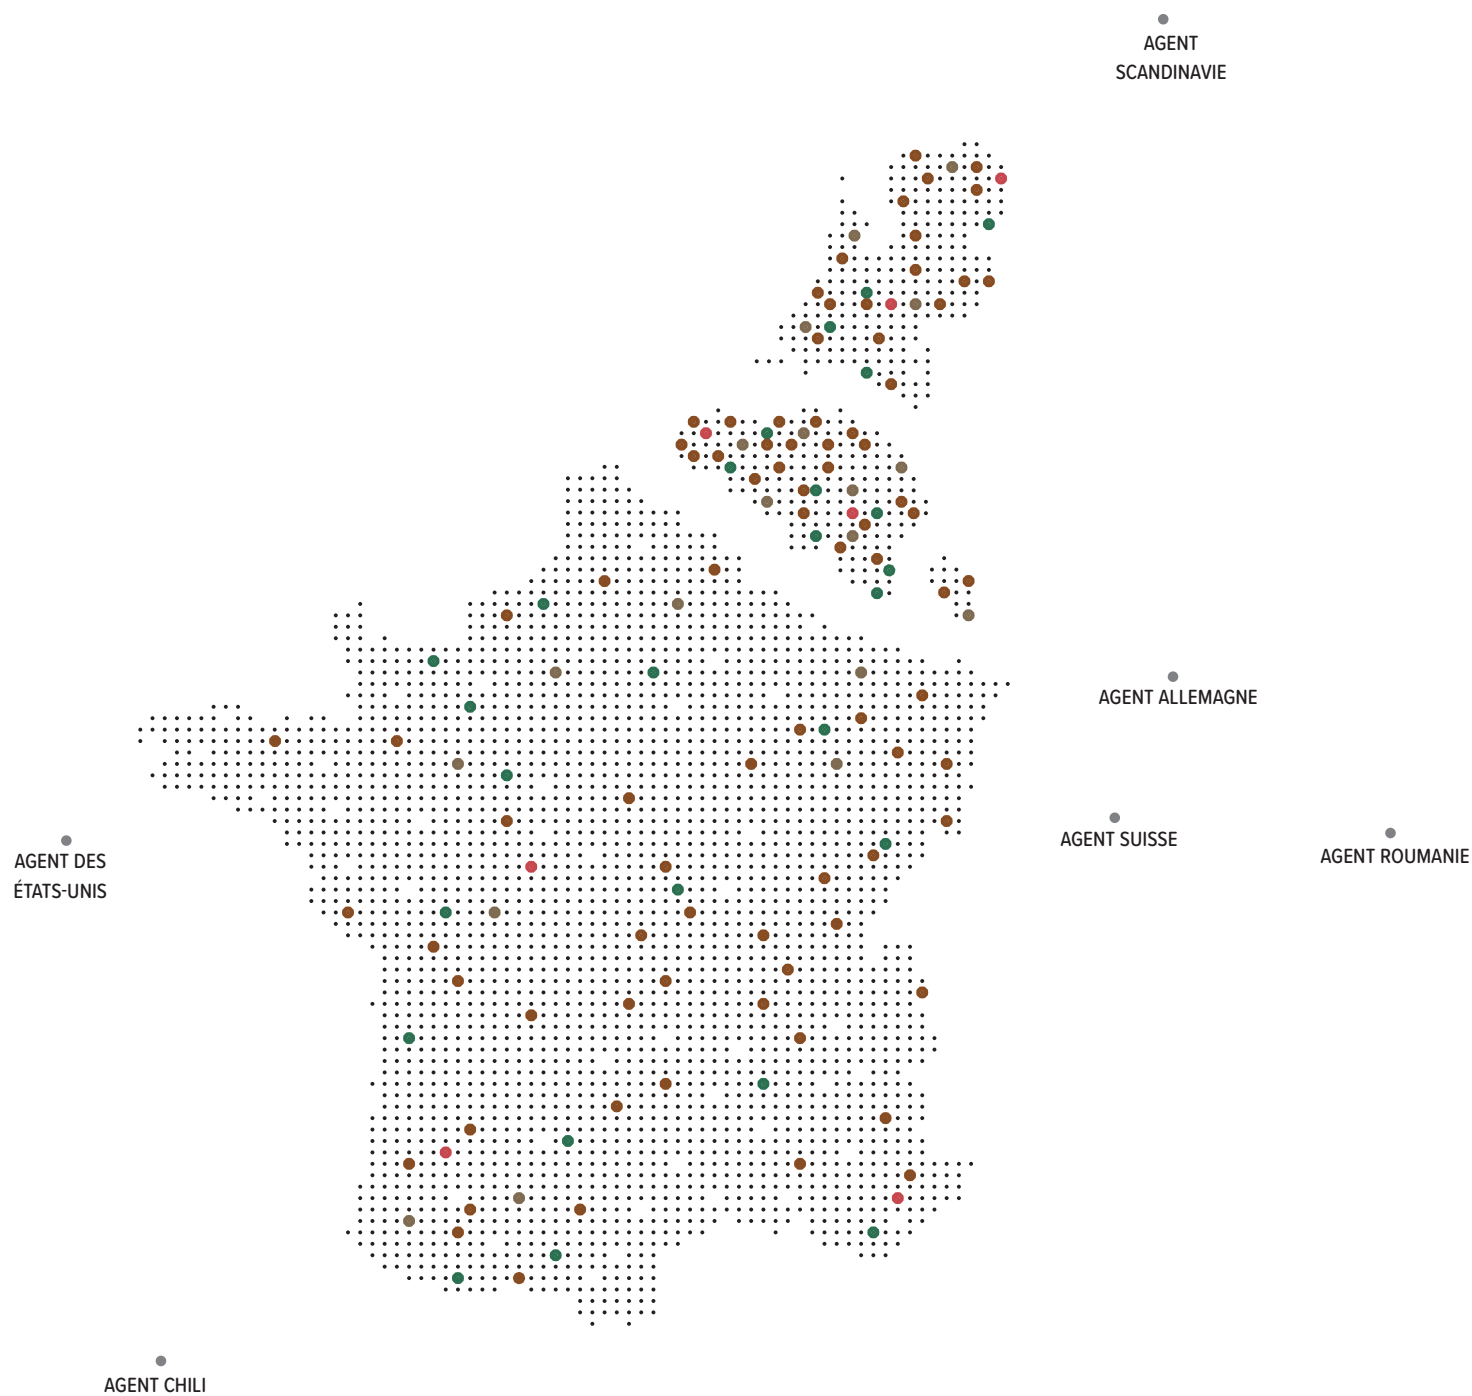 AGENT
SCANDINAVIE
AGENT ALLEMAGNE
AGENT SUISSE
AGENT ROUMANIE
AGENT DES
ÉTATS-UNIS
AGENT CHILI